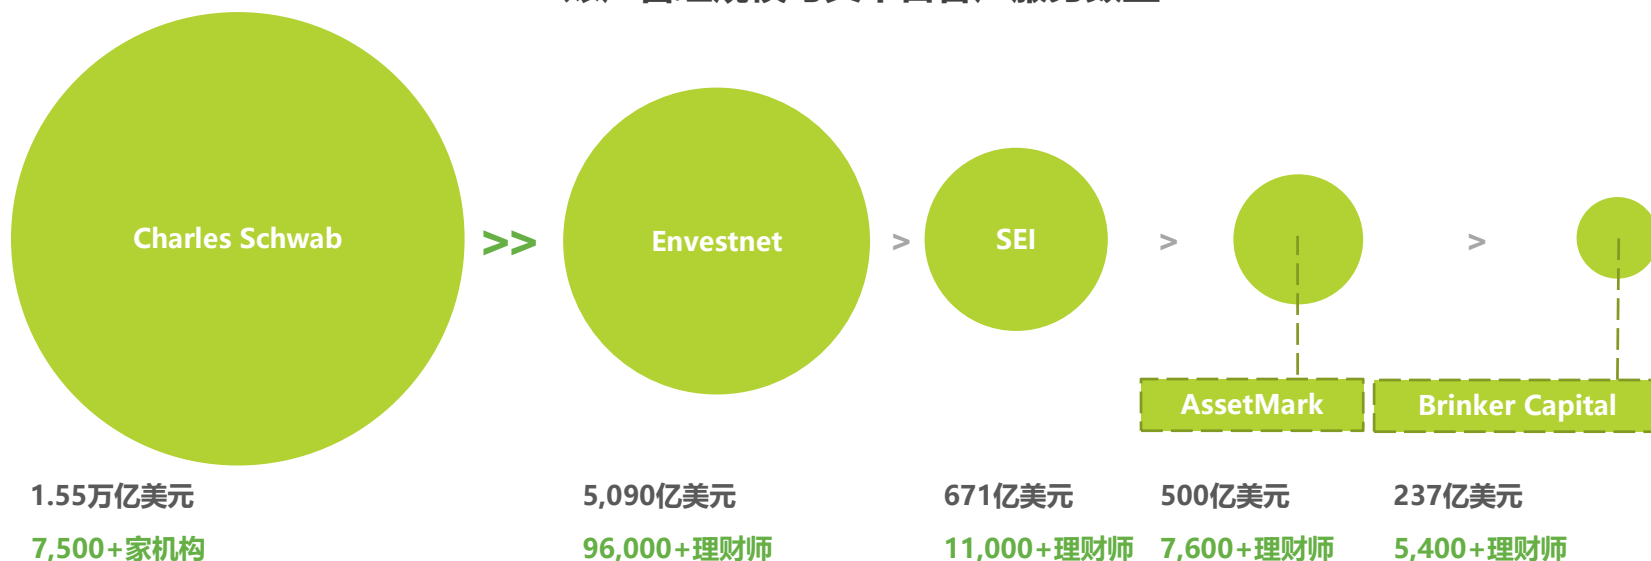 Charles Schwab
>>
Envestnet
>
SEI
>
>
AssetMark
Brinker Capital
1.55万亿美元
5,090亿美元
671亿美元
500亿美元
237亿美元
7,500+家机构
96,000+理财师
11,000+理财师
7,600+理财师
5,400+理财师